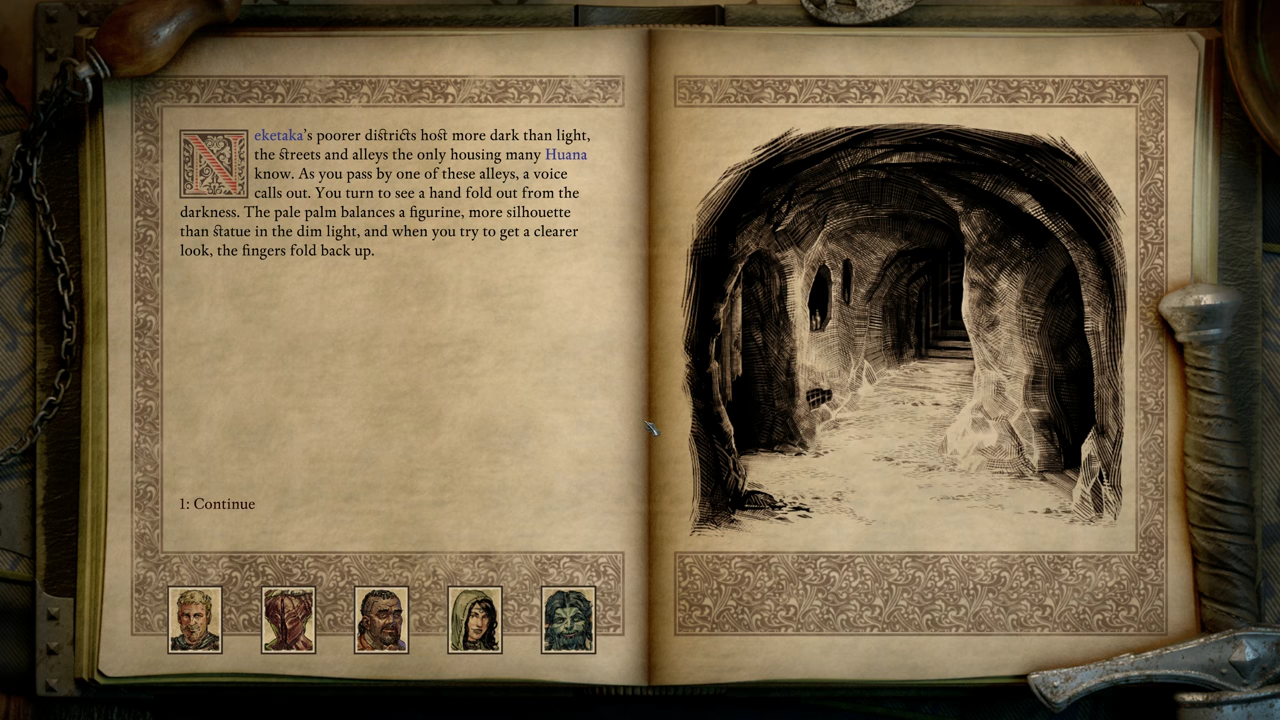 Neketaka's poorer districts host more dark than light,
the streets and alleys the only housing many Huana
know. As you pass by one of these alleys, a voice
calls out. You turn to see a hand fold out from the
darkness. The pale palm balances a figurine, more silhouette
than statue in the dim light, and when you try to get a clearer
look, the fingers fold back up.
1: Continue